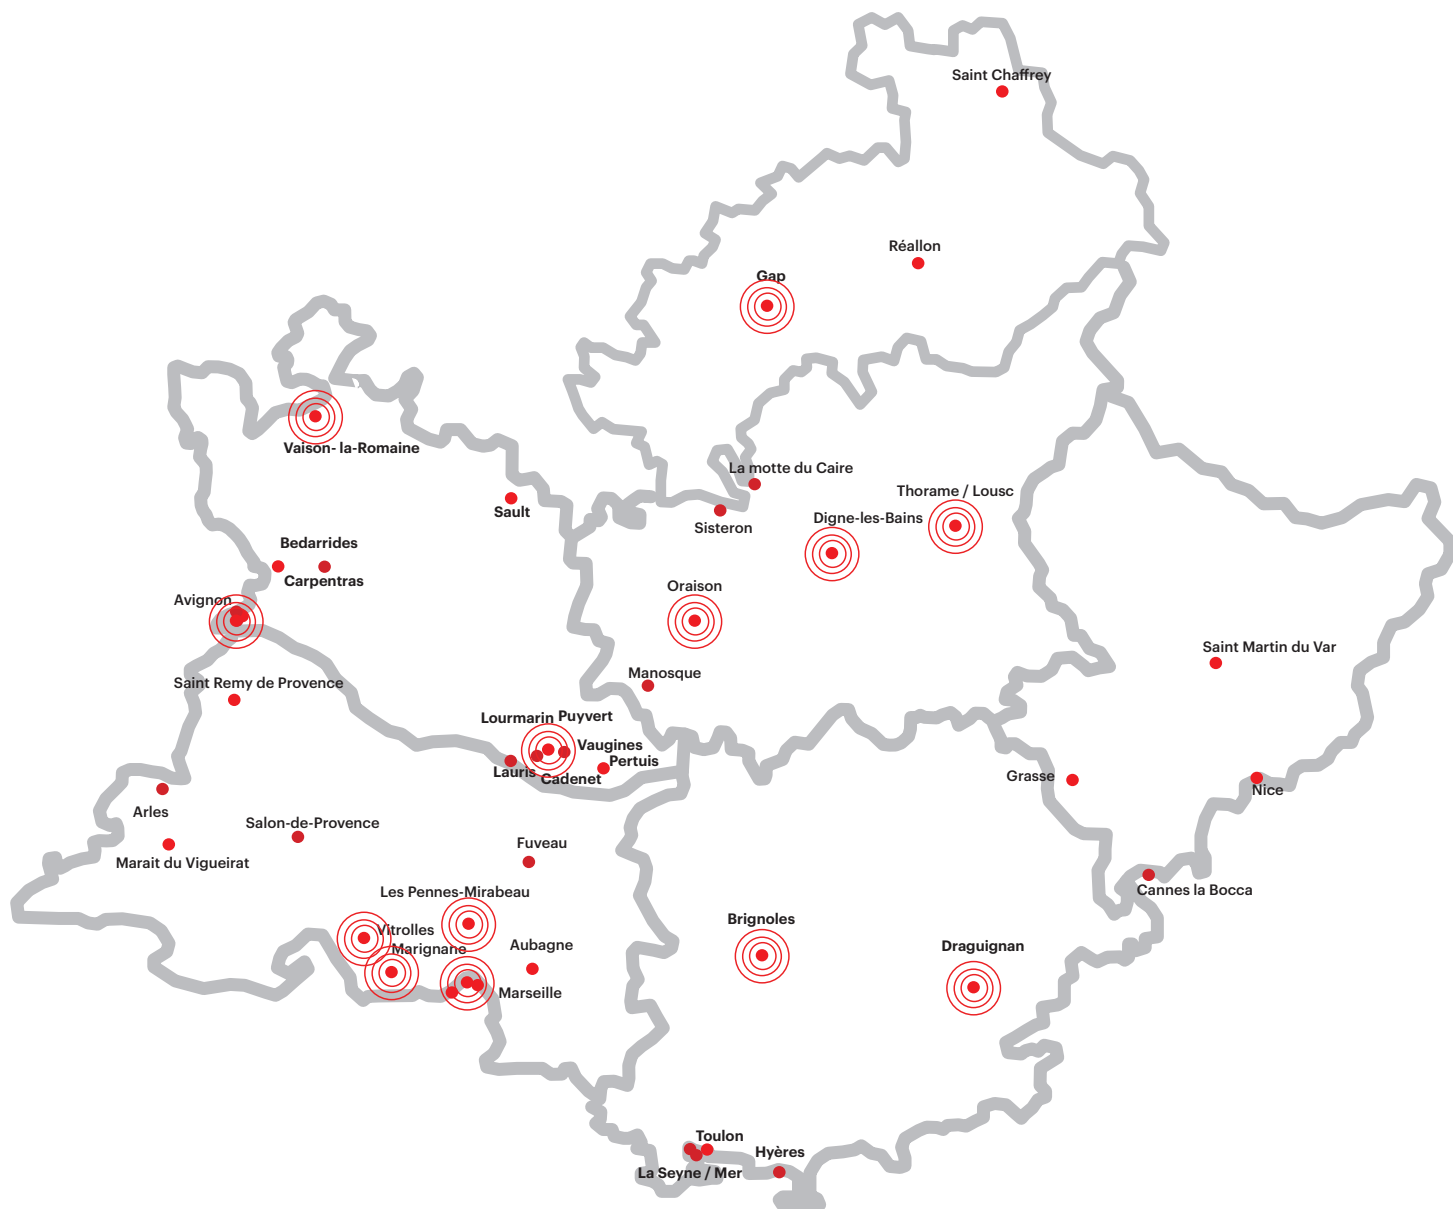 Saint Chaffrey
Réallon
Gap
Vaison- la-Romaine
La motte du Caire
Thorame / Lousc
Sault
Sisteron
Digne-les-Bains
Bedarrides
Carpentras
Oraison
Avignon
Saint Martin du Var
Manosque
Saint Remy de Provence
Lourmarin Puyvert
Vaugines
Pertuis
Lauris
Cadenet
Grasse
Nice
Arles
Salon-de-Provence
Fuveau
Marait du Vigueirat
Les Pennes-Mirabeau
Cannes la Bocca
Brignoles
Vitrolles
Marignane
Aubagne
Draguignan
Marseille
Toulon
Hyères
La Seyne / Mer